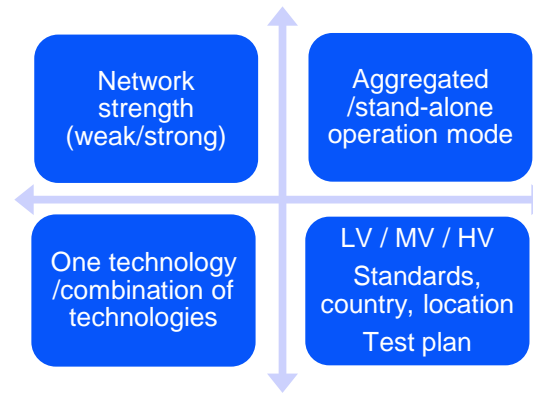 Network
strength
(weak/strong)
Aggregated
/stand-alone
operation mode
One technology
/combination of
technologies
LV / MV / HV
Standards,
country, location
Test plan